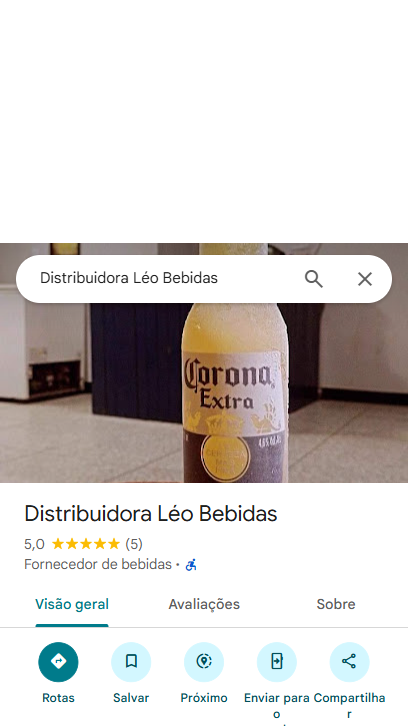 Distribuidora Léo Bebidas
Corona
Extra
Distribuidora Léo Bebidas
5,0 (5)
Fornecedor de bebidas ·
Visão geral
Avaliações
Sobre
Rotas
Salvar
Próximo
Enviar para o
Compartilhar